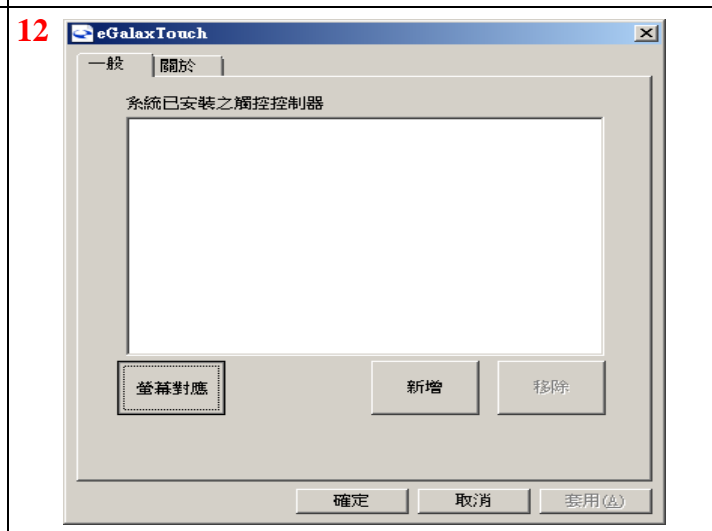 12
eGalaxTouch
一般 關於
系統已安裝之觸控控制器
螢幕對應 新增 移除
確定 取消 套用(A)